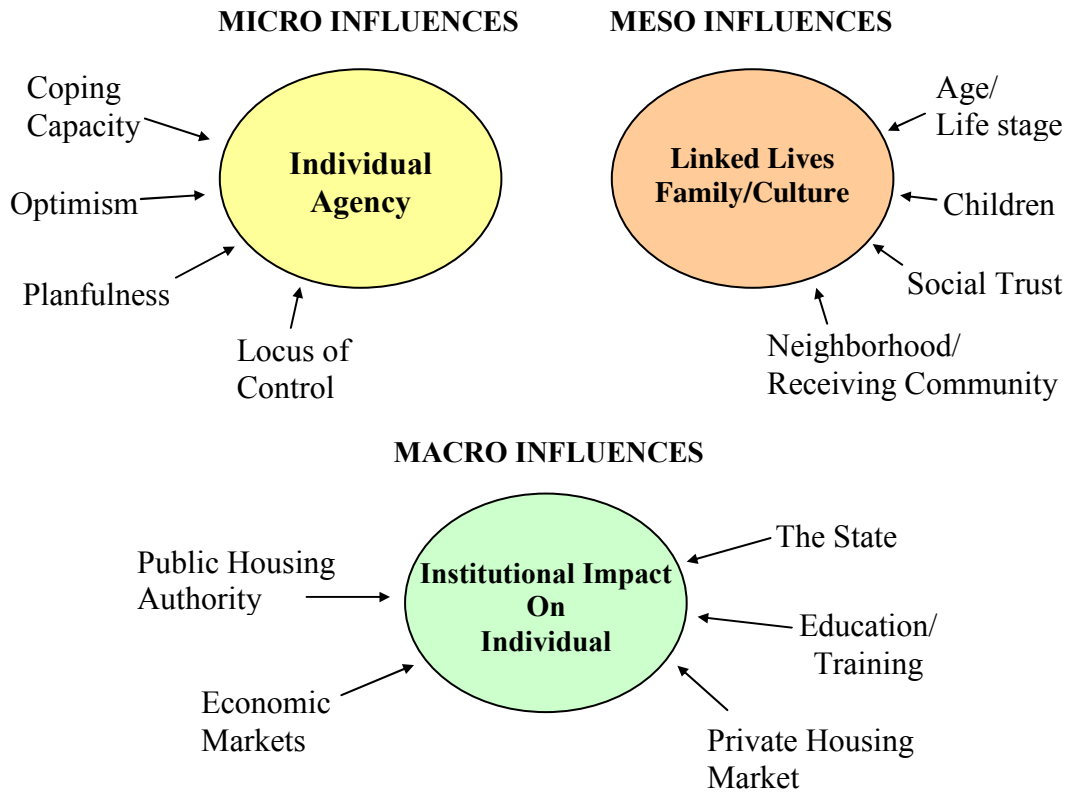 MICRO INFLUENCES
Coping
Capacity
Optimism
Planfulness
Locus of
Control
Individual
Agency
MESO INFLUENCES
Linked Lives
Family/Culture
Age/
Life stage
Children
Social Trust
Neighborhood/
Receiving Community
MACRO INFLUENCES
Public Housing
Authority
Economic
Markets
Institutional Impact
On
Individual
The State
Education/
Training
Private Housing
Market